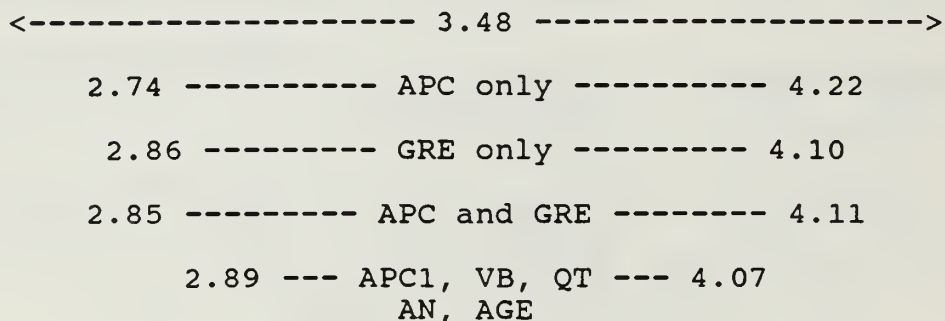 <--------------------- 3.48 --------------------->
2.74 ---------- APC only ---------- 4.22
2.86 --------- GRE only --------- 4.10
2.85 --------- APC and GRE -------- 4.11
2.89 --- APC1, VB, QT --- 4.07
AN, AGE